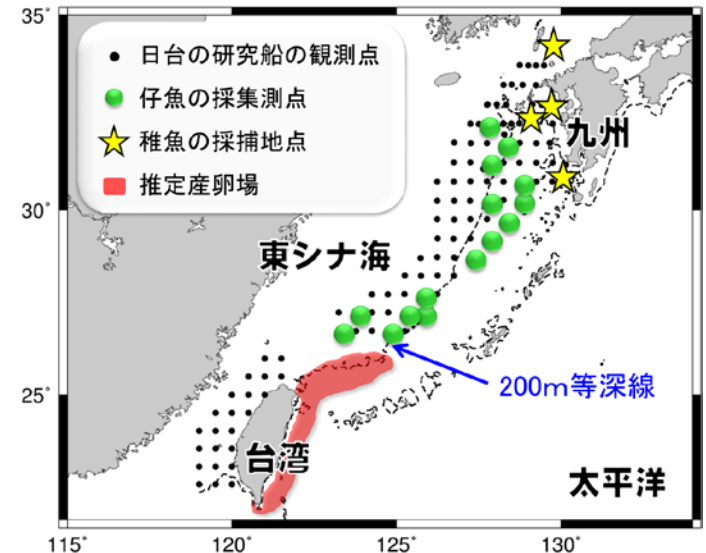 35°
日台の研究船の観測点
仔魚の採集測点
稚魚の採捕地点
推定産卵場
九州
30°
東シナ海
200m等深線
25°
台湾
太平洋
115°
120°
125°
130°